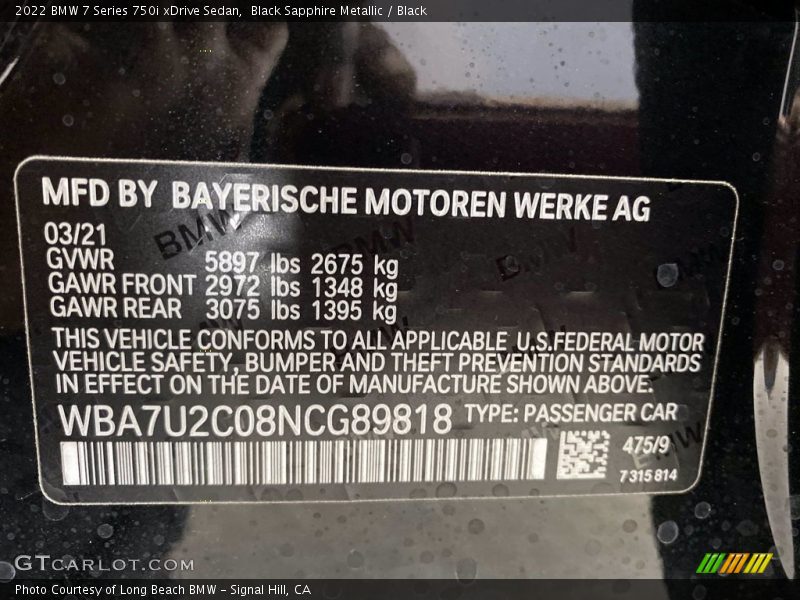 2022 BMW 7 Series 750i xDrive Sedan, Black Sapphire Metallic / Black
MFD BY BAYERISCHE MOTOREN WERKE AG
03/21
GVWR 5897 lbs 2675 kg
GAWR FRONT 2972 lbs 1348 kg
GAWR REAR 3075 lbs 1395 kg
THIS VEHICLE CONFORMS TO ALL APPLICABLE U.S.FEDERAL MOTOR
VEHICLE SAFETY, BUMPER AND THEFT PREVENTION STANDARDS
IN EFFECT ON THE DATE OF MANUFACTURE SHOWN ABOVE.
WBA7U2C08NCG89818 TYPE: PASSENGER CAR
475/9
7315814
GTCARLOT.COM
Photo Courtesy of Long Beach BMW - Signal Hill, CA